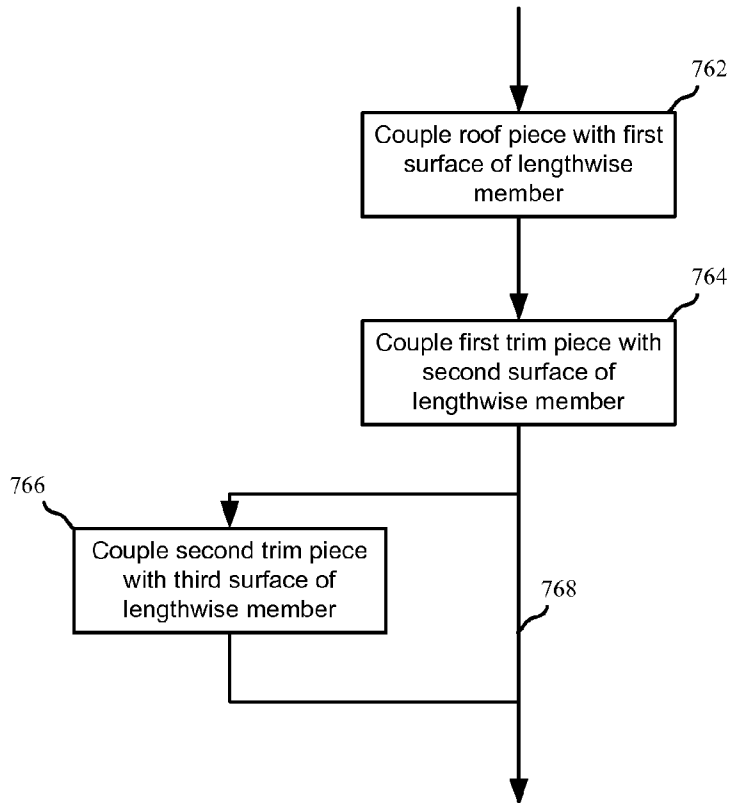 762
Couple roof piece with first
surface of lengthwise
member
764
Couple first trim piece with
second surface of
lengthwise member
766
Couple second trim piece
with third surface of
lengthwise member
768